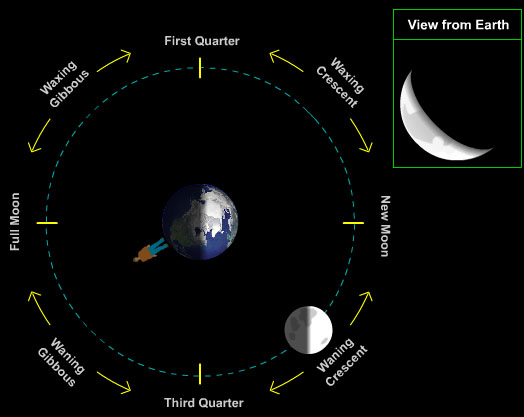 First Quarter
View from Earth
Waxing
Gibbous
Waxing
Crescent
Full Moon
New Moon
Waning
Gibbous
Waning
Crescent
Third Quarter